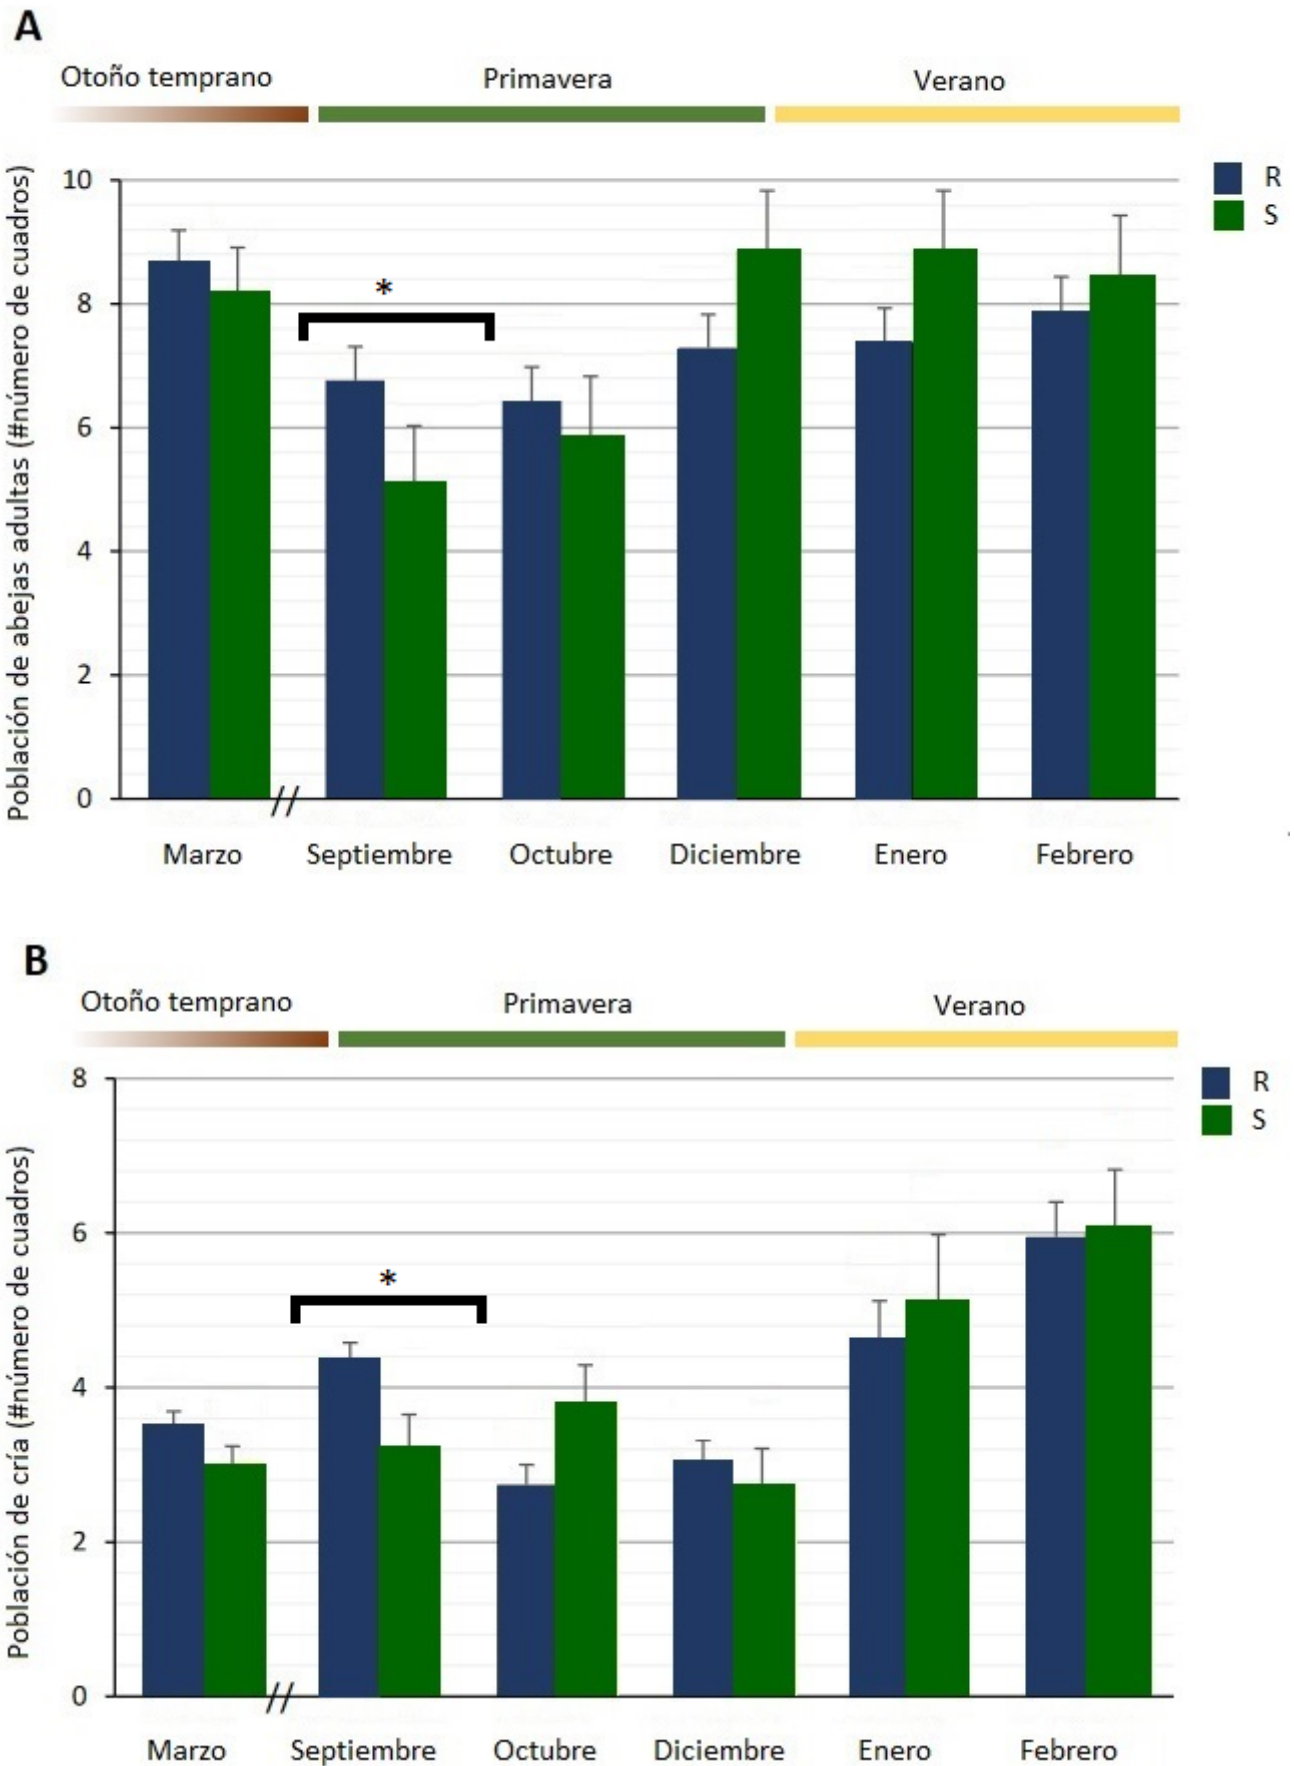 A
Otoño temprano
Primavera
Verano
Población de abejas adultas (#número de cuadros)
10
8
6
4
2
0
*
R
S
//
Marzo
Septiembre
Octubre
Diciembre
Enero
Febrero
B
Otoño temprano
Primavera
Verano
Población de cría (#número de cuadros)
8
6
4
2
0
*
R
S
//
Marzo
Septiembre
Octubre
Diciembre
Enero
Febrero